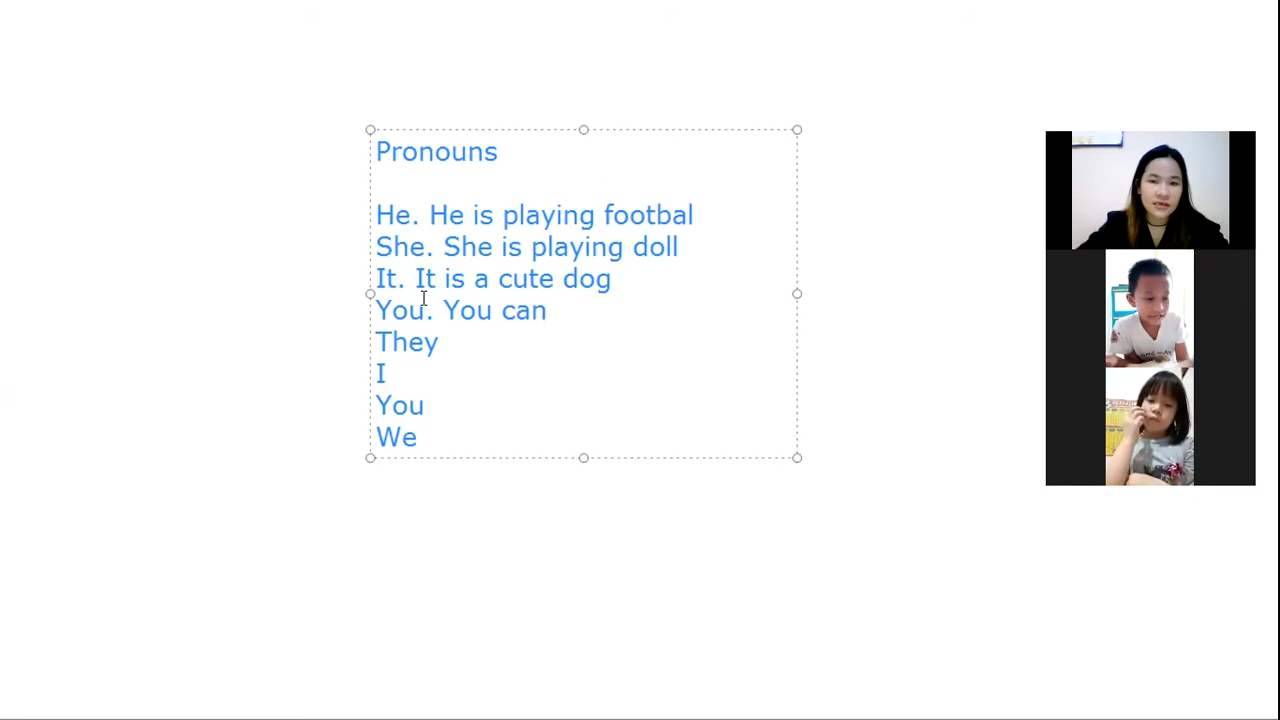 Pronouns
He. He is playing footbal
She. She is playing doll
It. It is a cute dog
You. You can
They
I
You
We